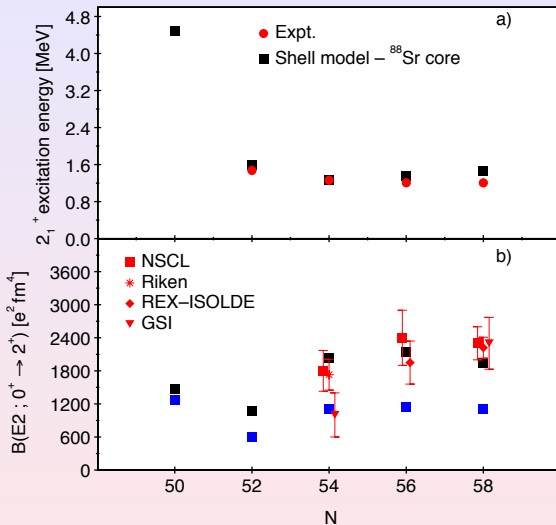 a)
Expt.
Shell model – ⁸⁸Sr core
2₁⁺ excitation energy [MeV]
4.8
4.0
3.2
2.4
1.6
0.8
0.0
b)
NSCL
Riken
REX–ISOLDE
GSI
B(E2 ; 0⁺ → 2⁺) [e² fm⁴]
3600
3000
2400
1800
1200
600
0
50 52 54 56 58
N